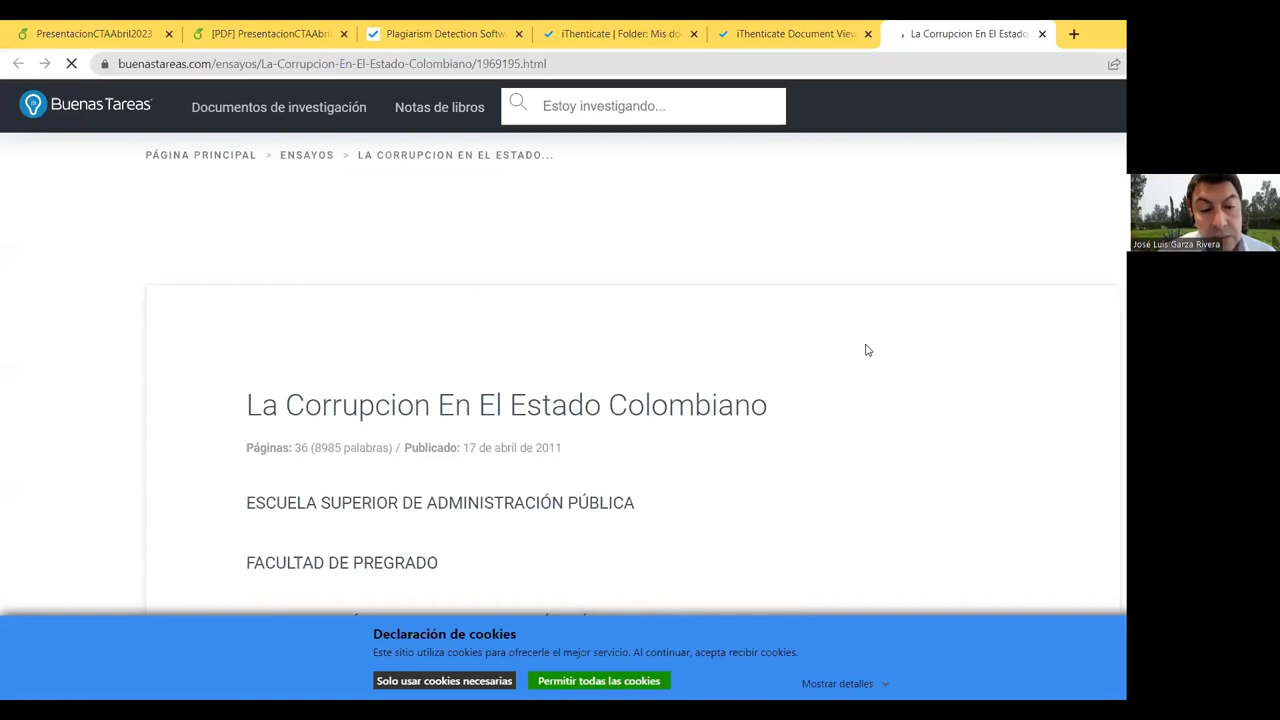 PresentacionCTAAbril2023
[PDF] PresentacionCTAAbri
Plagiarism Detection Softw
iThenticate | Folder: Mis do
iThenticate Document View
La Corrupcion En El Estado
buenastareas.com/ensayos/La-Corrupcion-En-El-Estado-Colombiano/1969195.html
BuenasTareas
Documentos de investigación
Notas de libros
Estoy investigando...
PÁGINA PRINCIPAL > ENSAYOS > LA CORRUPCION EN EL ESTADO...
José Luis Garza Rivera
La Corrupcion En El Estado Colombiano
Páginas: 36 (8985 palabras) / Publicado: 17 de abril de 2011
ESCUELA SUPERIOR DE ADMINISTRACIÓN PÚBLICA
FACULTAD DE PREGRADO
Declaración de cookies
Este sitio utiliza cookies para ofrecerle el mejor servicio. Al continuar, acepta recibir cookies.
Solo usar cookies necesarias
Permitir todas las cookies
Mostrar detalles